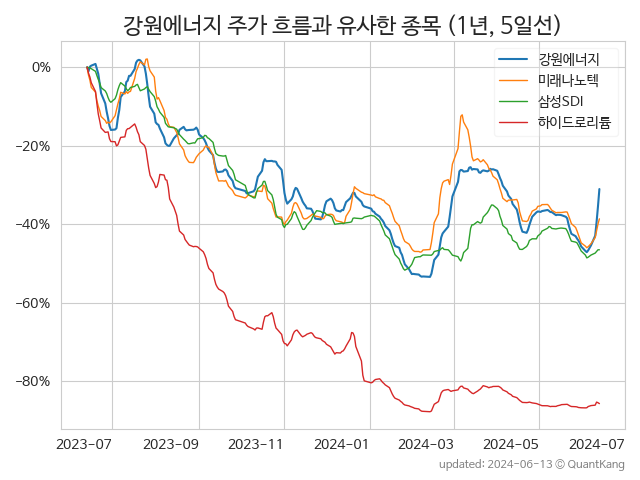 강원에너지 주가 흐름과 유사한 종목 (1년, 5일선)
강원에너지
미래나노텍
삼성SDI
하이드로리튬
0%
−20%
−40%
−60%
−80%
2023-07 2023-09 2023-11 2024-01 2024-03 2024-05 2024-07
updated: 2024-06-13 © QuantKang